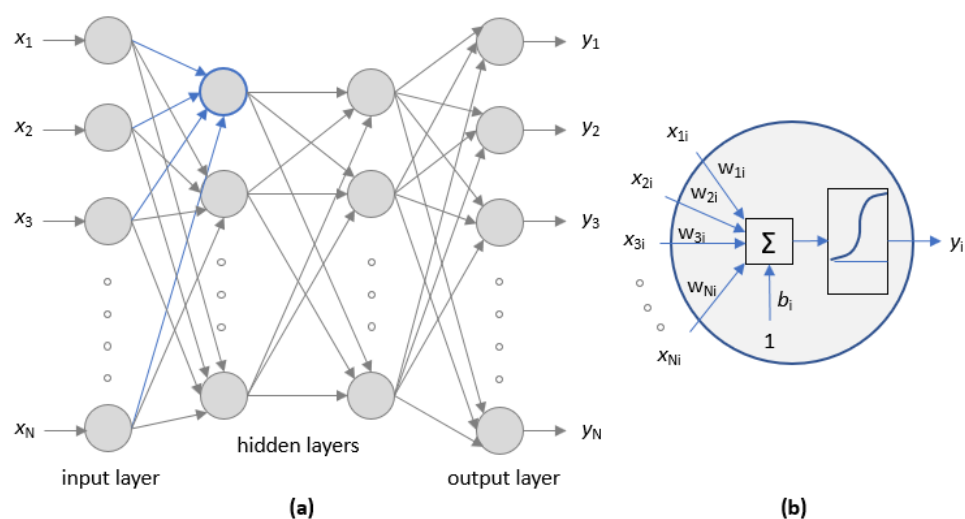 x1
x2
x3
xN
input layer
hidden layers
y1
y2
y3
yN
output layer
(a)
x1i
x2i
x3i
xNi
w1i
w2i
w3i
wNi
Σ
bi
1
yi
(b)